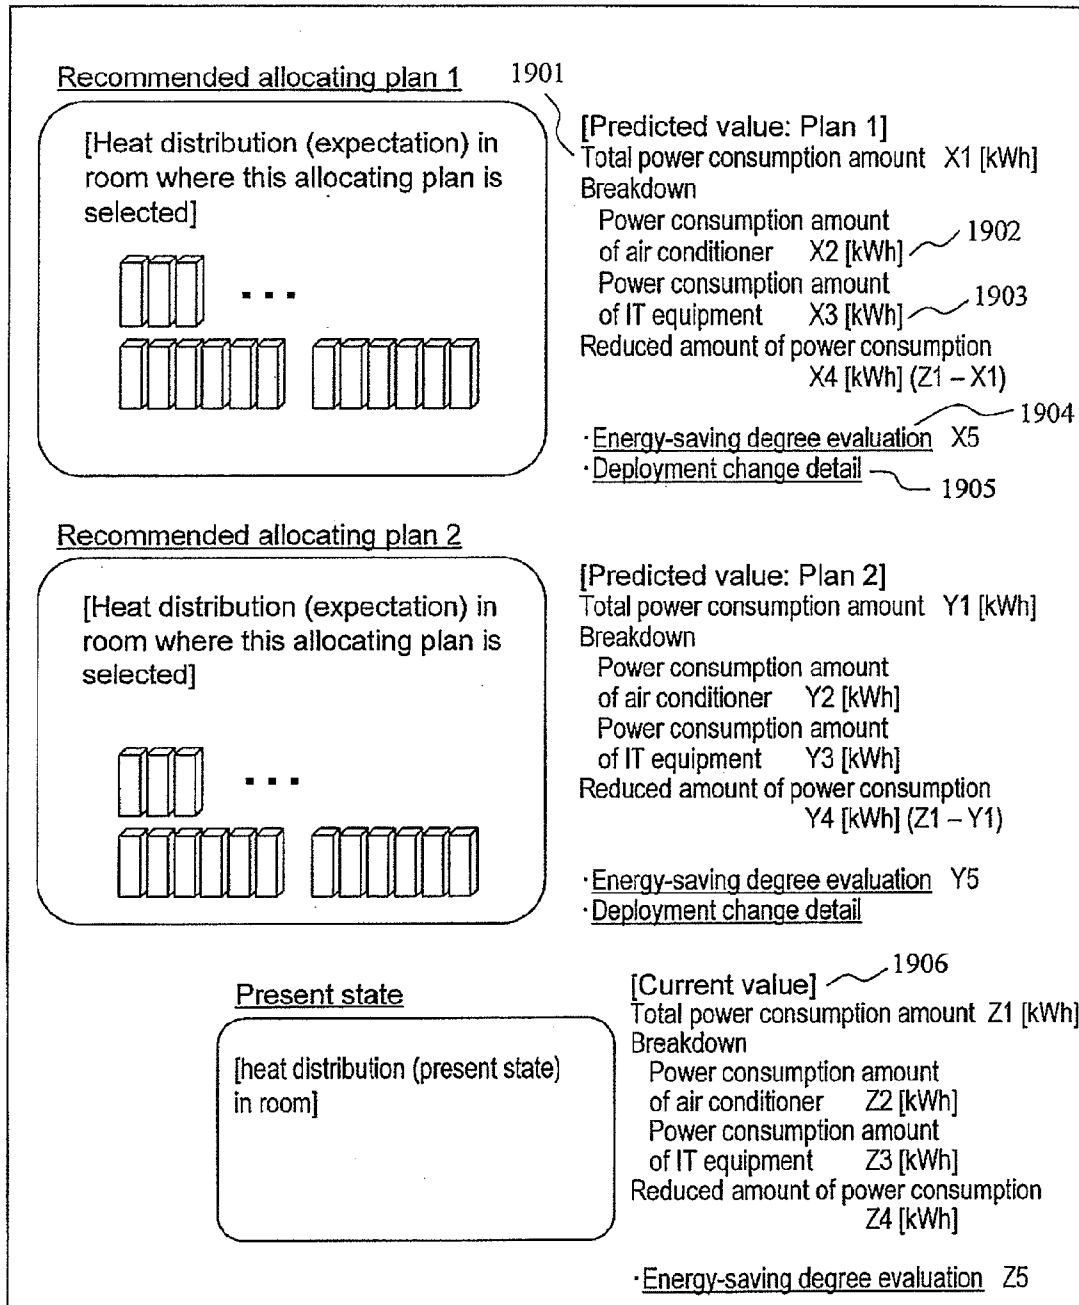 Recommended allocating plan 1
1901
[Heat distribution (expectation) in
room where this allocating plan is
selected]
. . .
[Predicted value: Plan 1]
Total power consumption amount X1 [kWh]
Breakdown
Power consumption amount
of air conditioner X2 [kWh]
1902
Power consumption amount
of IT equipment X3 [kWh]
1903
Reduced amount of power consumption
X4 [kWh] (Z1 – X1)
1904
·Energy-saving degree evaluation X5
·Deployment change detail
1905
Recommended allocating plan 2
[Heat distribution (expectation) in
room where this allocating plan is
selected]
. . .
[Predicted value: Plan 2]
Total power consumption amount Y1 [kWh]
Breakdown
Power consumption amount
of air conditioner Y2 [kWh]
Power consumption amount
of IT equipment Y3 [kWh]
Reduced amount of power consumption
Y4 [kWh] (Z1 – Y1)
·Energy-saving degree evaluation Y5
·Deployment change detail
Present state
[heat distribution (present state)
in room]
[Current value]
1906
Total power consumption amount Z1 [kWh]
Breakdown
Power consumption amount
of air conditioner Z2 [kWh]
Power consumption amount
of IT equipment Z3 [kWh]
Reduced amount of power consumption
Z4 [kWh]
·Energy-saving degree evaluation Z5